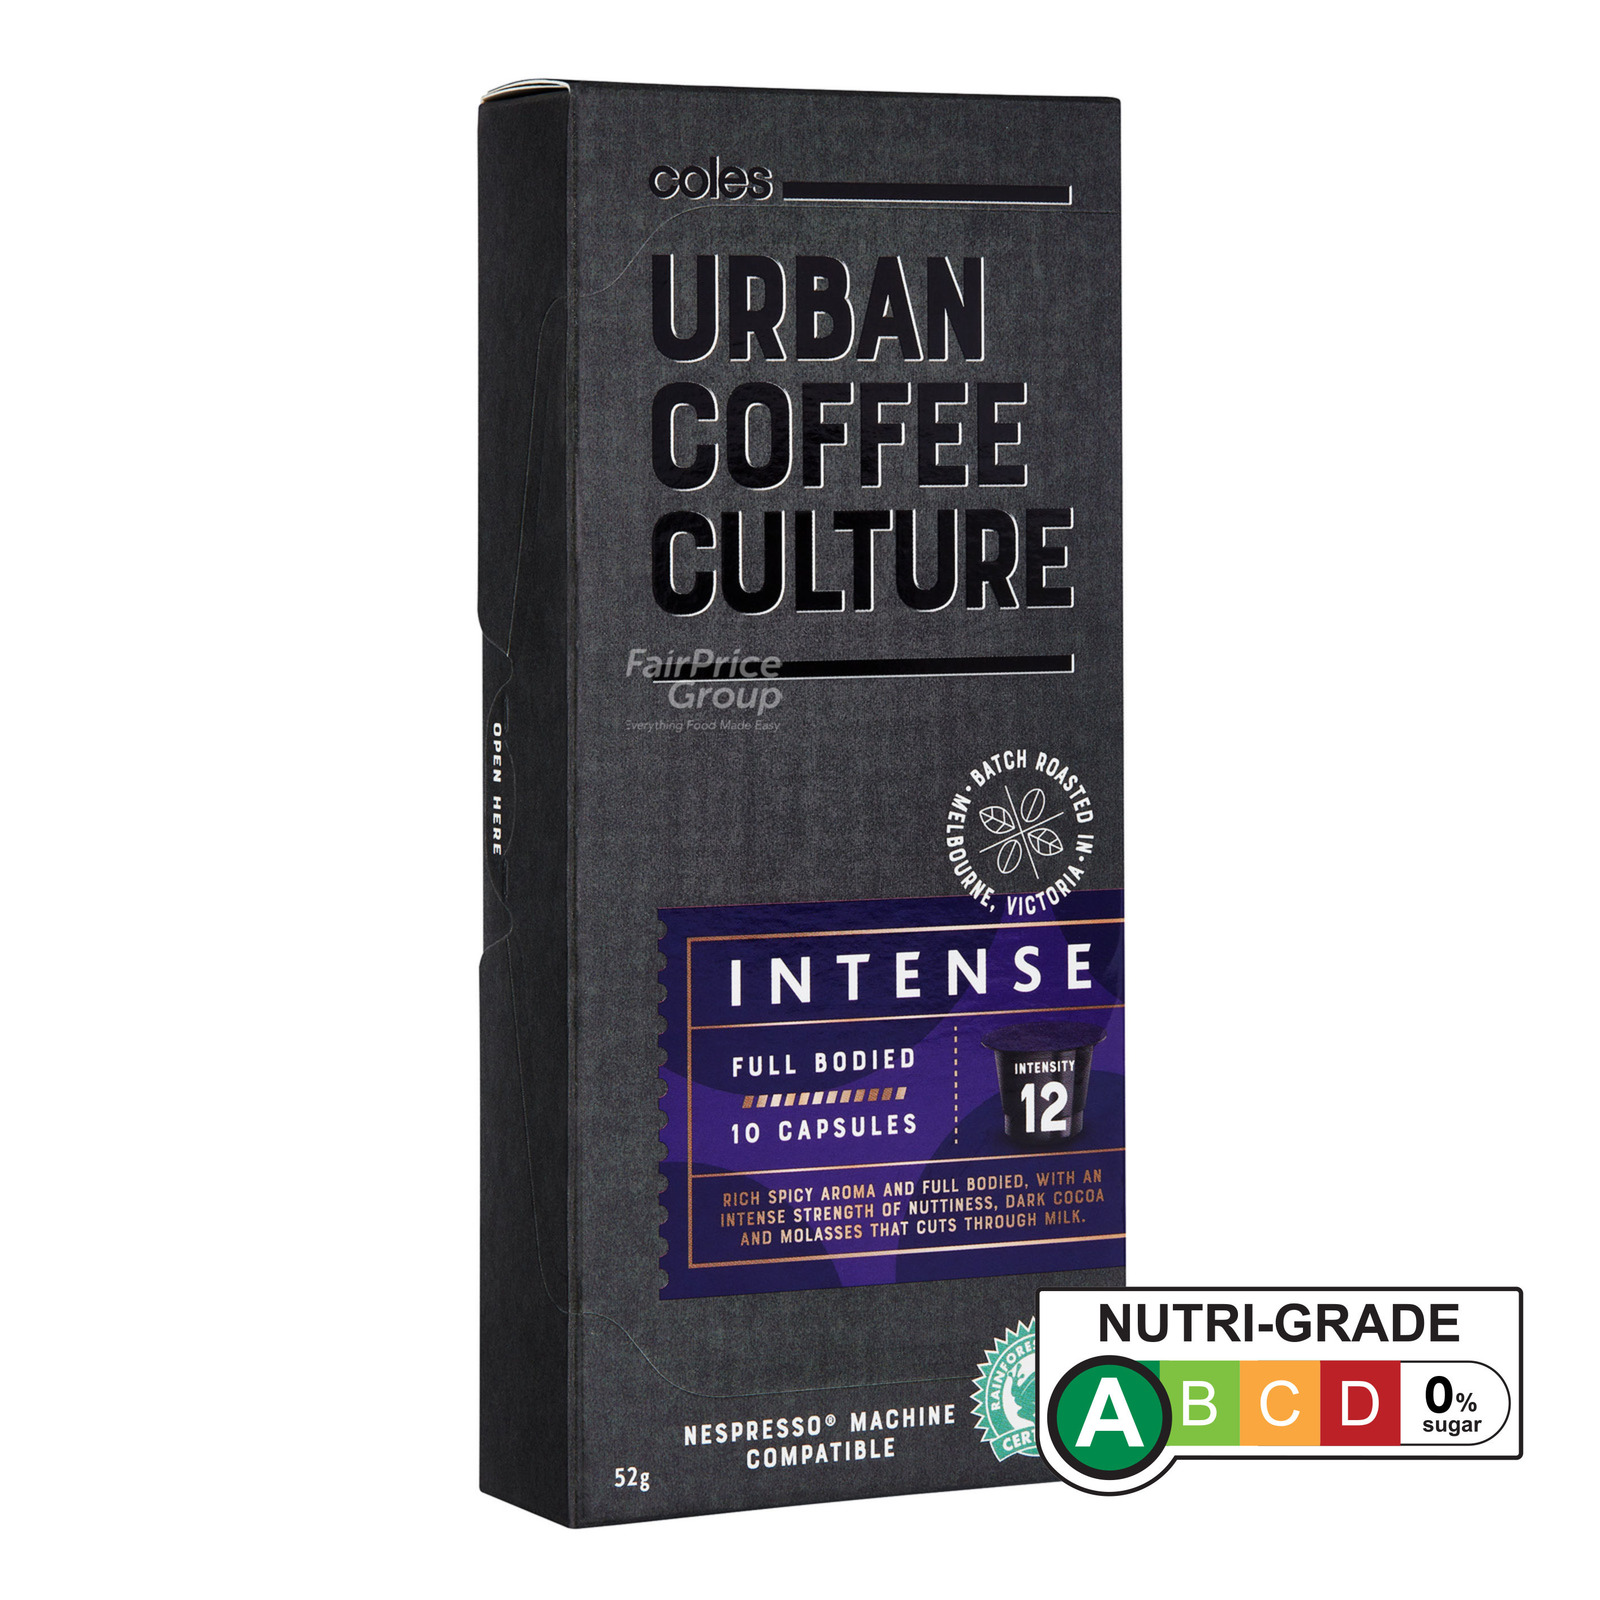 coles
URBAN
COFFEE
CULTURE
FairPrice
Group
Everything Food Made Easy
OPEN HERE
BATCH ROASTED IN • MELBOURNE, VICTORIA •
INTENSE
FULL BODIED
10 CAPSULES
INTENSITY
12
RICH SPICY AROMA AND FULL BODIED, WITH AN
INTENSE STRENGTH OF NUTTINESS, DARK COCOA
AND MOLASSES THAT CUTS THROUGH MILK.
NESPRESSO® MACHINE
COMPATIBLE
52g
NUTRI-GRADE
A B C D 0%
sugar